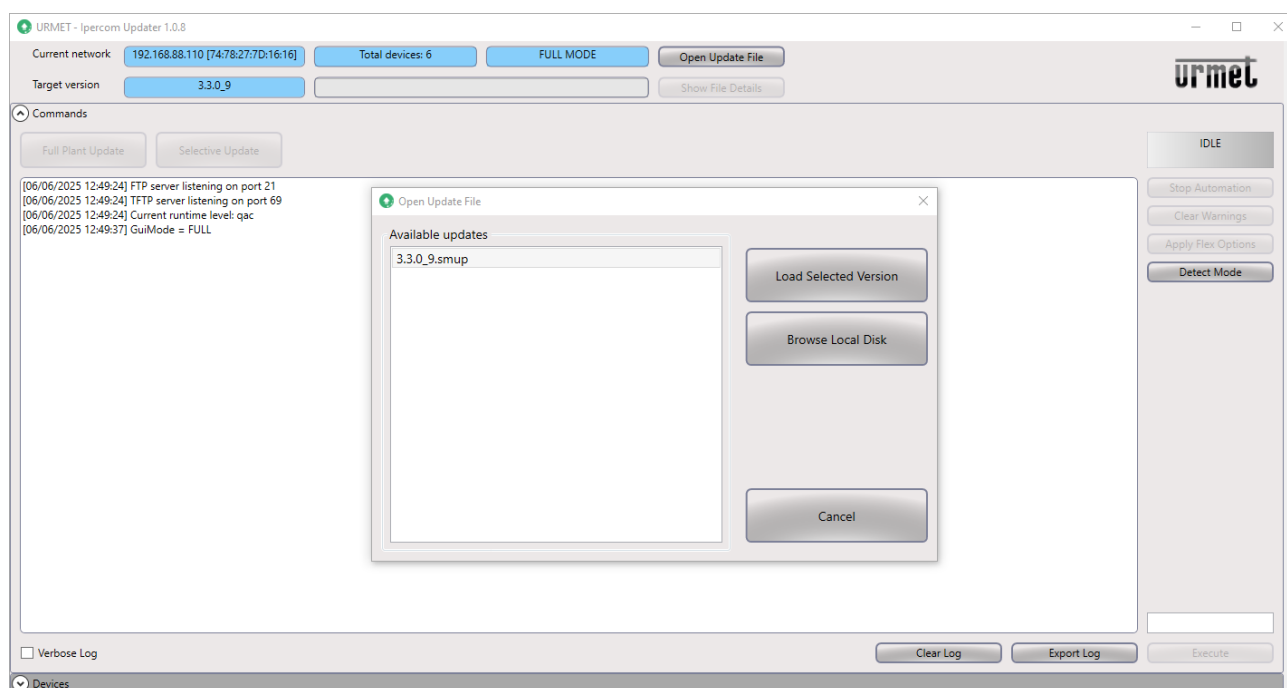 URMET - Ipercom Updater 1.0.8
Current network 192.168.88.110 [74:78:27:7D:16:16] Total devices: 6 FULL MODE Open Update File
urmet
Target version 3.3.0_9 Show File Details
Commands
Full Plant Update Selective Update
IDLE
[06/06/2025 12:49:24] FTP server listening on port 21
[06/06/2025 12:49:24] TFTP server listening on port 69
[06/06/2025 12:49:24] Current runtime level: qac
[06/06/2025 12:49:37] GuiMode = FULL
Open Update File
Available updates
3.3.0_9.smup
Load Selected Version
Browse Local Disk
Cancel
Stop Automation
Clear Warnings
Apply Flex Options
Detect Mode
Verbose Log Clear Log Export Log Execute
Devices